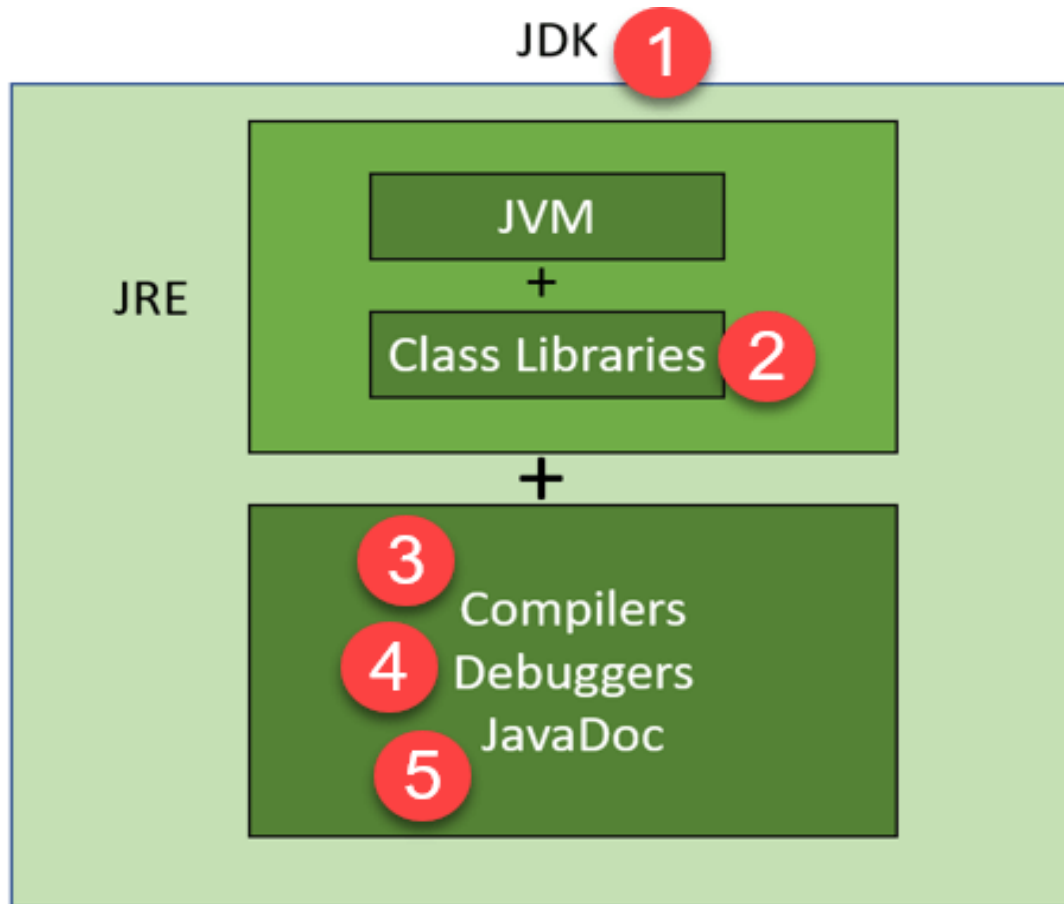 JDK 1
JVM
+
JRE
Class Libraries 2
+
3
Compilers
4 Debuggers
JavaDoc
5